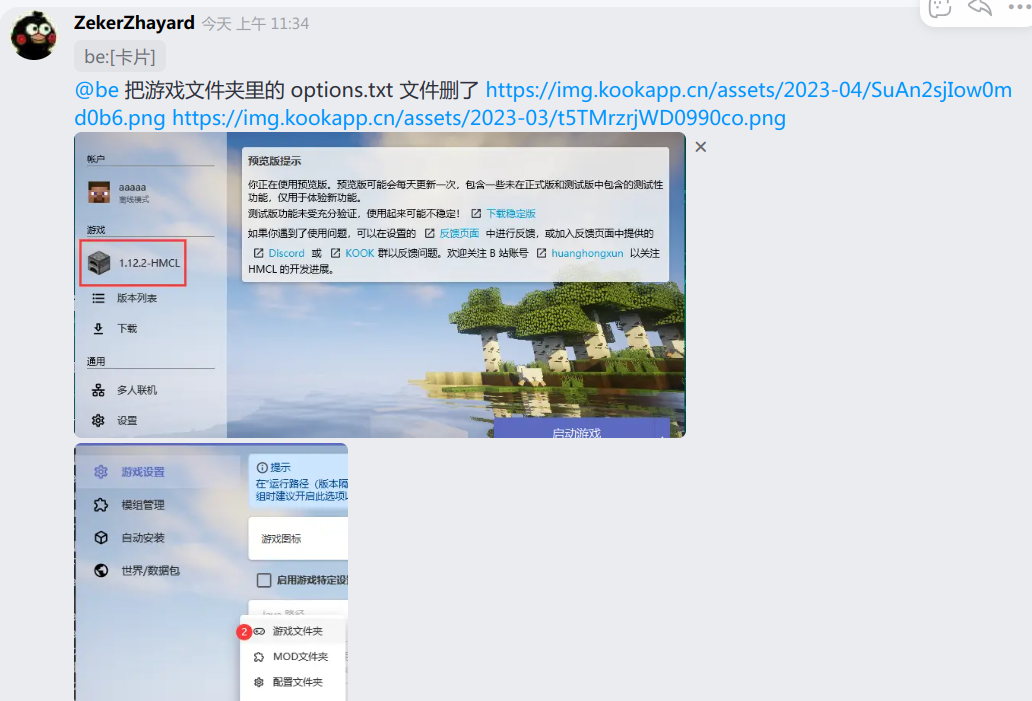 ZekerZhayard 今天 上午 11:34
be:[卡片]
@be 把游戏文件夹里的 options.txt 文件删了 https://img.kookapp.cn/assets/2023-04/SuAn2sjIow0m
d0b6.png https://img.kookapp.cn/assets/2023-03/t5TMrzrjWD0990co.png
帐户
aaaaa
离线模式
游戏
1.12.2-HMCL
版本列表
下载
通用
多人联机
设置
预览版提示
你正在使用预览版。预览版可能会每天更新一次，包含一些未在正式版和测试版中包含的测试性
功能，仅用于体验新功能。
测试版功能未受充分验证，使用起来可能不稳定！ 下载稳定版
如果你遇到了使用问题，可以在设置的 反馈页面 中进行反馈，或加入反馈页面中提供的
Discord 或 KOOK 群以反馈问题。欢迎关注 B 站账号 huanghongxun 以关注
HMCL 的开发进展。
启动游戏
游戏设置
模组管理
自动安装
世界/数据包
提示
在“运行路径（版本隔
组时建议开启此选项以
游戏图标
启用游戏特定设
Java 路径
2 游戏文件夹
MOD文件夹
配置文件夹